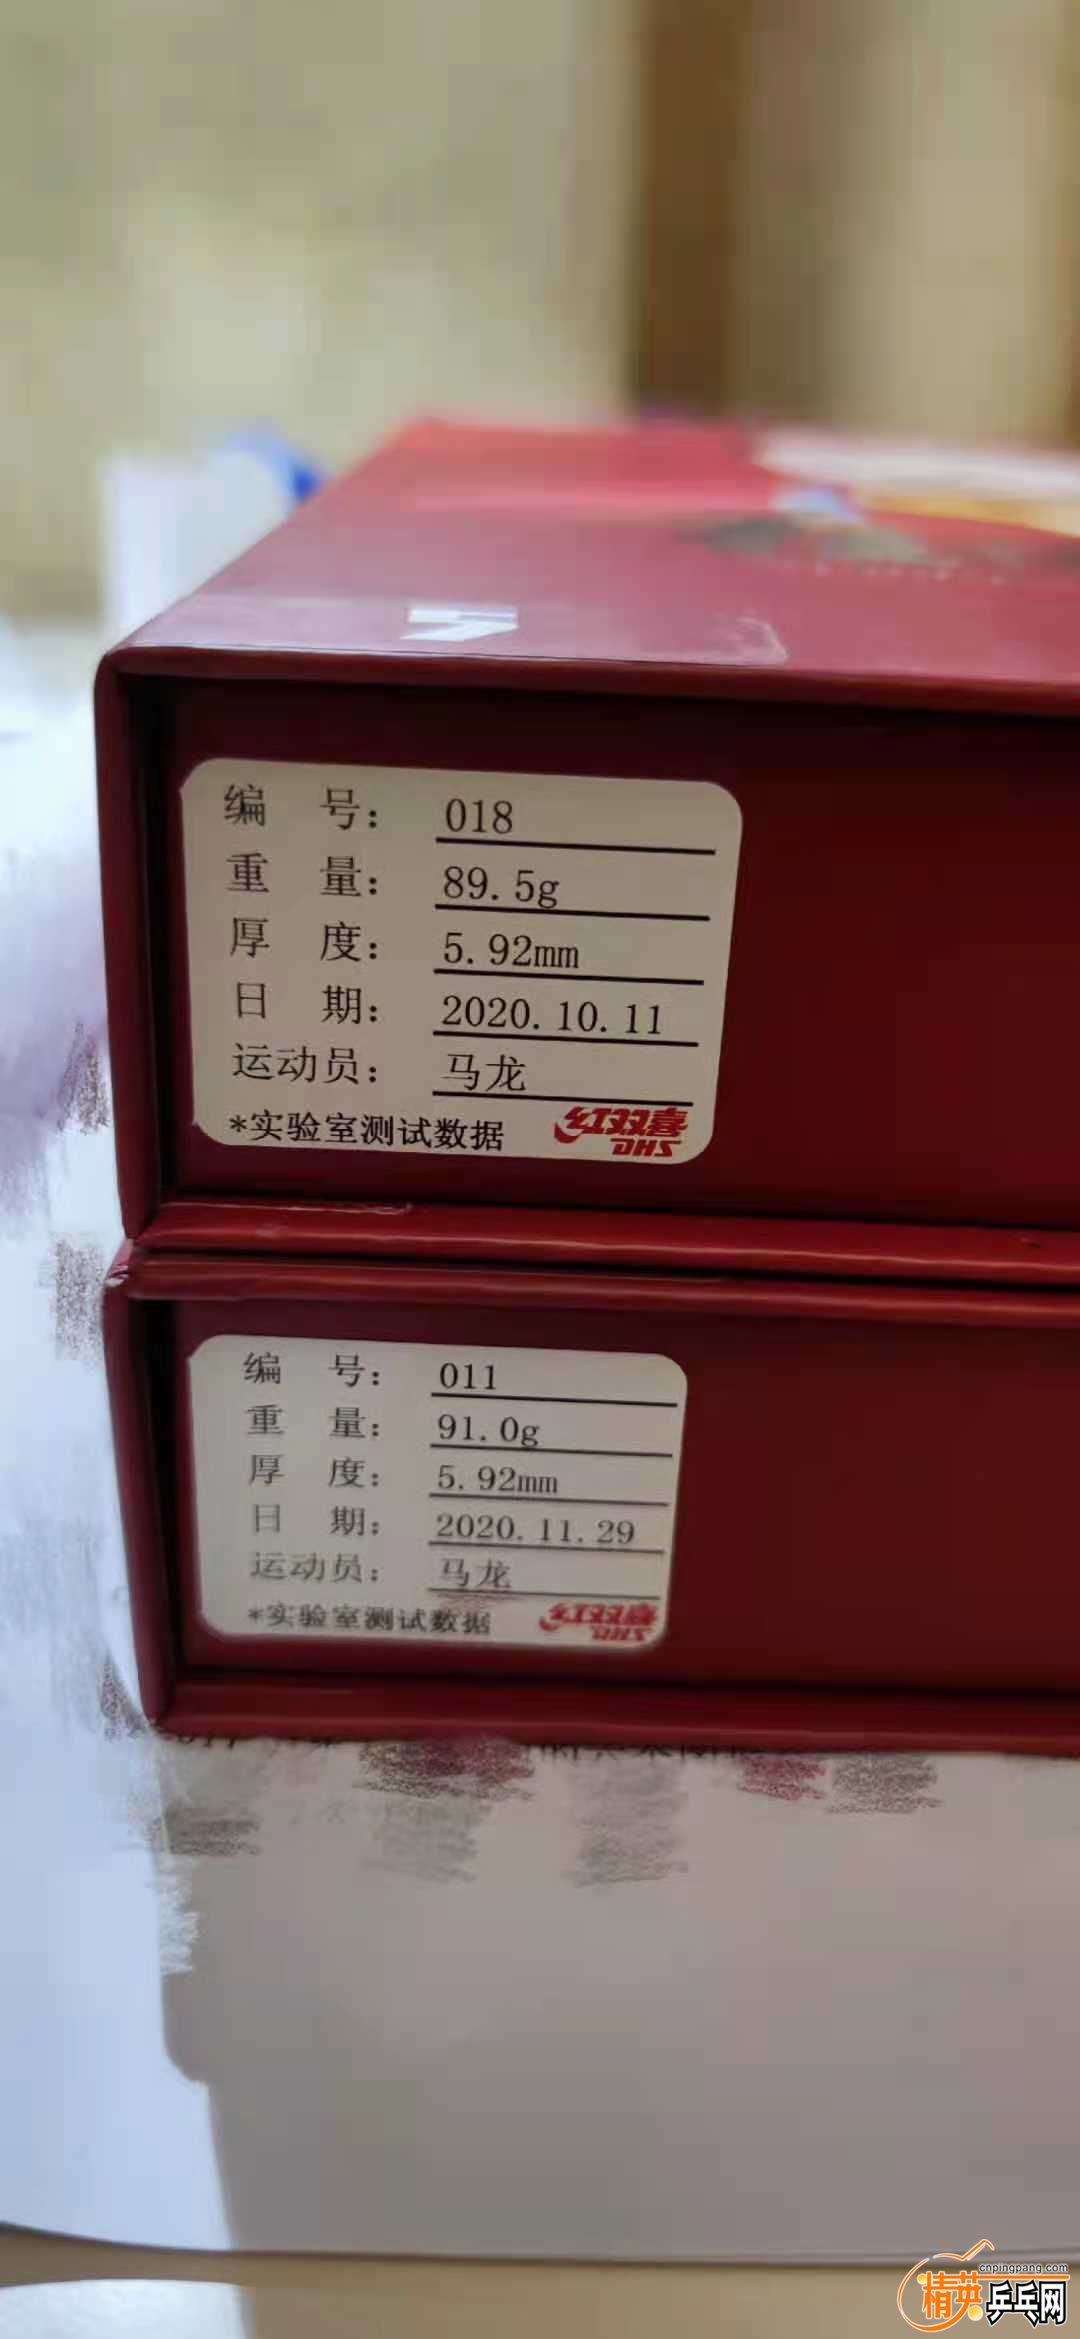 编 号： 018
重 量： 89.5g
厚 度： 5.92mm
日 期： 2020.10.11
运动员： 马龙
*实验室测试数据
红双喜
DHS
编 号： 011
重 量： 91.0g
厚 度： 5.92mm
日 期： 2020.11.29
运动员： 马龙
*实验室测试数据
红双喜
DHS
cnpingpang.com
精英乒乓网